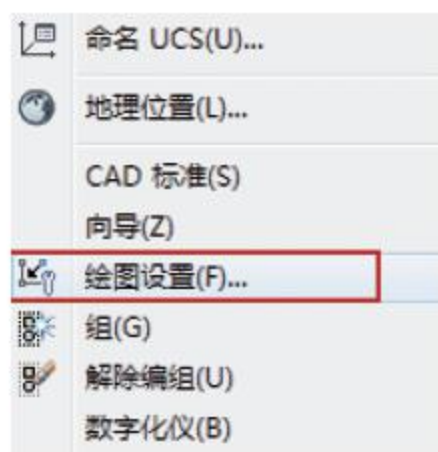 命名 UCS(U)...
地理位置(L)...
CAD 标准(S)
向导(Z)
绘图设置(F)...
组(G)
解除编组(U)
数字化仪(B)